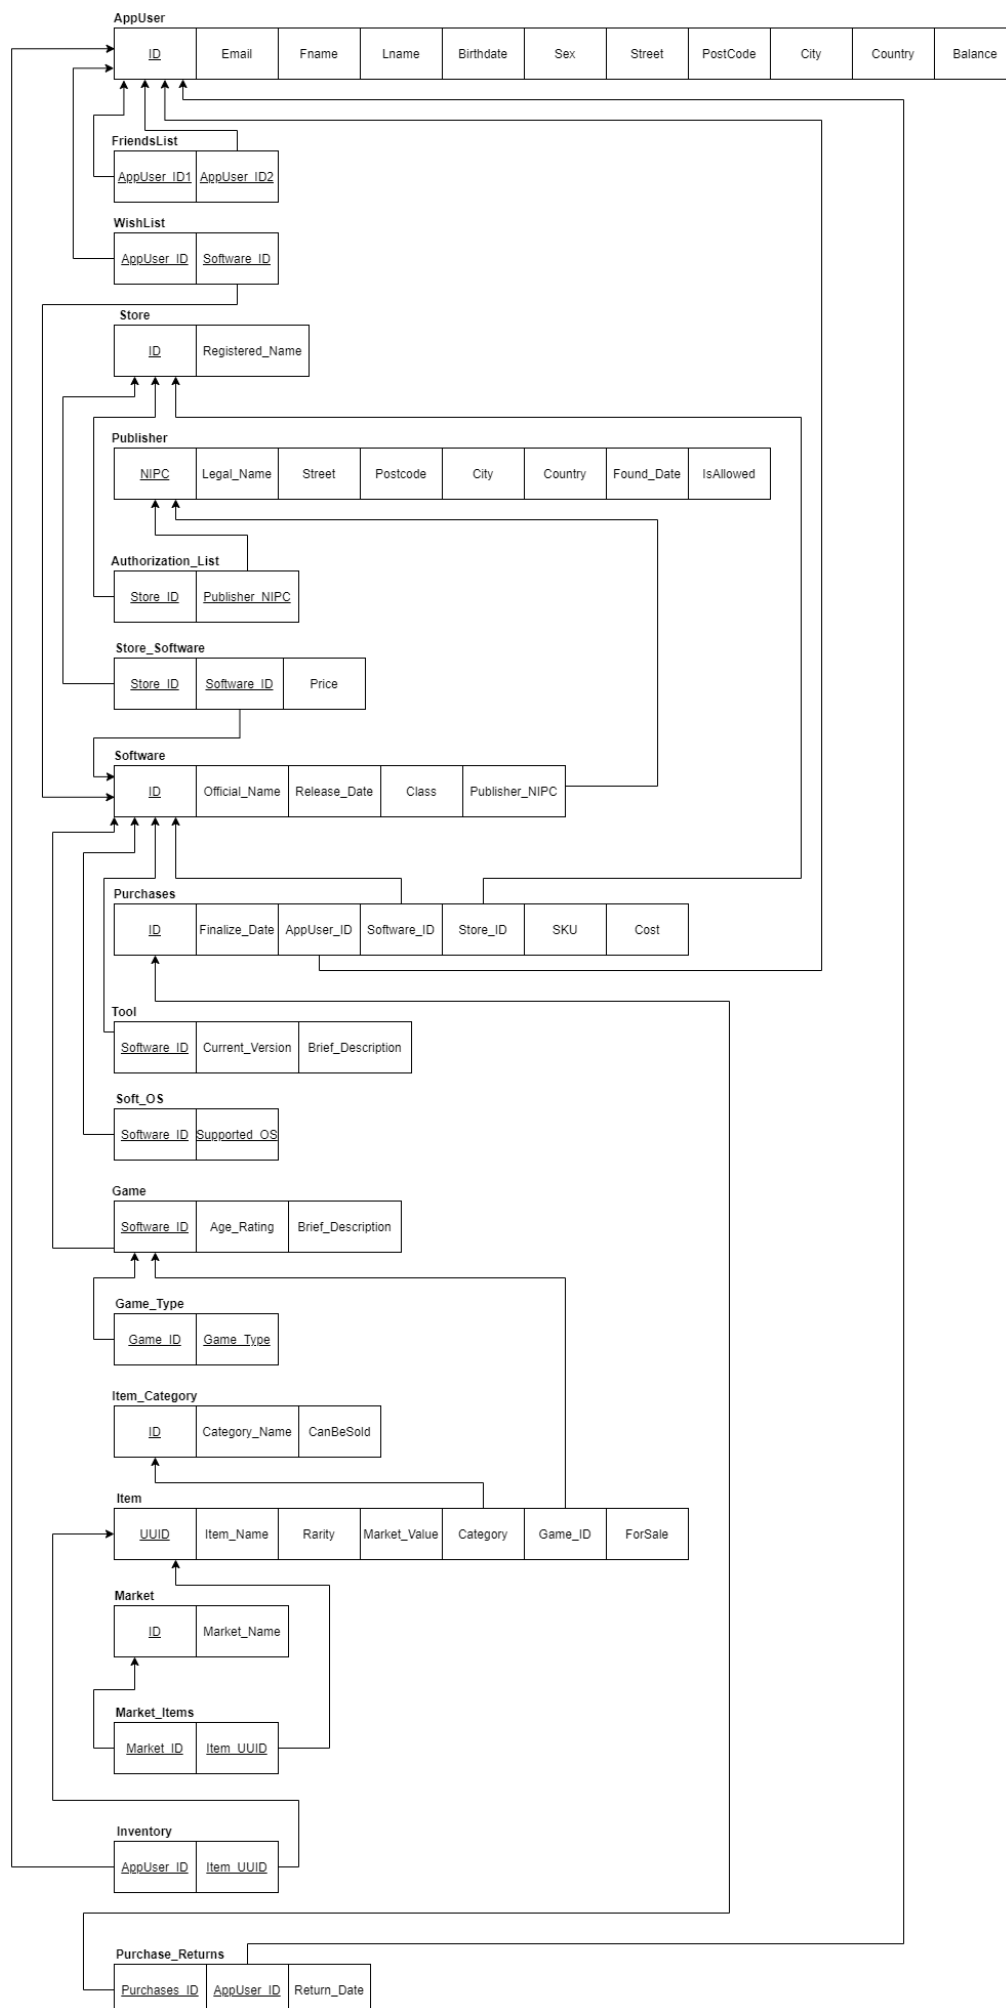 AppUser
ID Email Fname Lname Birthdate Sex Street PostCode City Country Balance
FriendsList
AppUser_ID1 AppUser_ID2
WishList
AppUser_ID Software_ID
Store
ID Registered_Name
Publisher
NIPC Legal_Name Street Postcode City Country Found_Date IsAllowed
Authorization_List
Store_ID Publisher_NIPC
Store_Software
Store_ID Software_ID Price
Software
ID Official_Name Release_Date Class Publisher_NIPC
Purchases
ID Finalize_Date AppUser_ID Software_ID Store_ID SKU Cost
Tool
Software_ID Current_Version Brief_Description
Soft_OS
Software_ID Supported_OS
Game
Software_ID Age_Rating Brief_Description
Game_Type
Game_ID Game_Type
Item_Category
ID Category_Name CanBeSold
Item
UUID Item_Name Rarity Market_Value Category Game_ID ForSale
Market
ID Market_Name
Market_Items
Market_ID Item_UUID
Inventory
AppUser_ID Item_UUID
Purchase_Returns
Purchases_ID AppUser_ID Return_Date